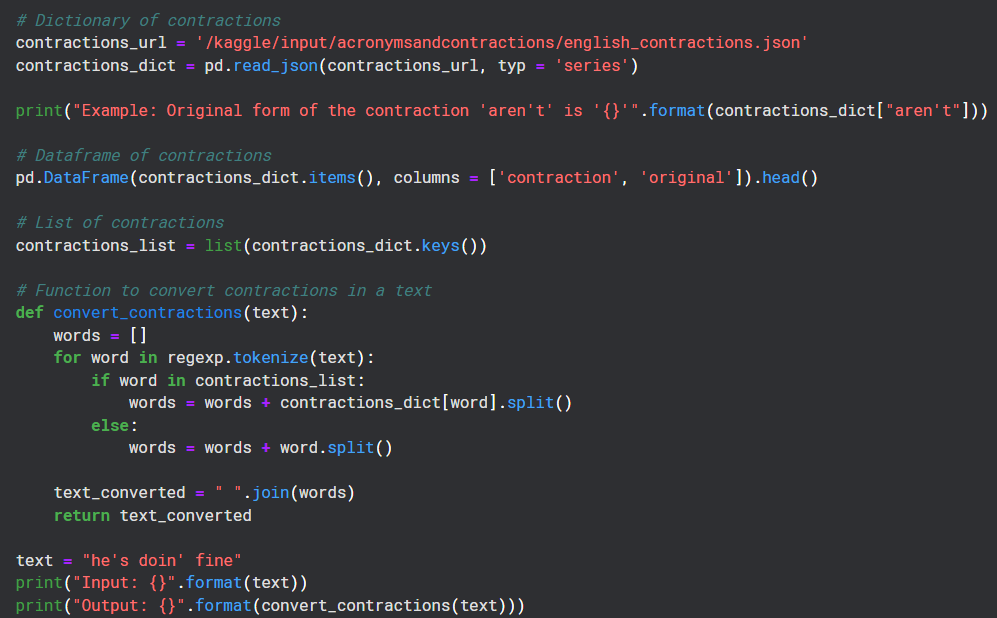 # Dictionary of contractions
contractions_url = '/kaggle/input/acronymsandcontractions/english_contractions.json'
contractions_dict = pd.read_json(contractions_url, typ = 'series')

print("Example: Original form of the contraction 'aren't' is '{}'".format(contractions_dict["aren't"]))

# Dataframe of contractions
pd.DataFrame(contractions_dict.items(), columns = ['contraction', 'original']).head()

# List of contractions
contractions_list = list(contractions_dict.keys())

# Function to convert contractions in a text
def convert_contractions(text):
    words = []
    for word in regexp.tokenize(text):
        if word in contractions_list:
            words = words + contractions_dict[word].split()
        else:
            words = words + word.split()

    text_converted = " ".join(words)
    return text_converted

text = "he's doin' fine"
print("Input: {}".format(text))
print("Output: {}".format(convert_contractions(text)))